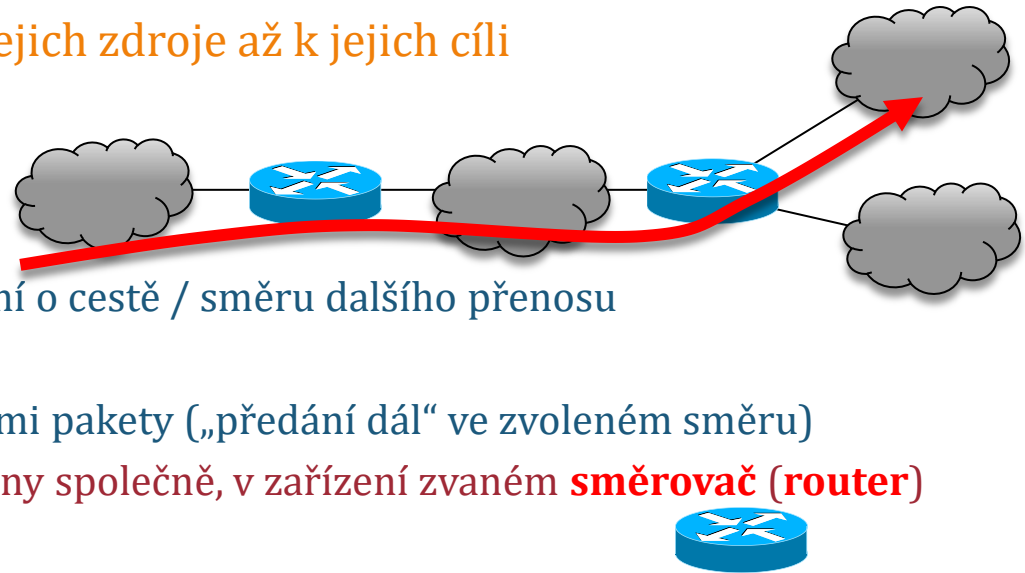 ejich zdroje až k jejich cíli
ní o cestě / směru dalšího přenosu
mi pakety („předání dál“ ve zvoleném směru)
ny společně, v zařízení zvaném směrovač (router)